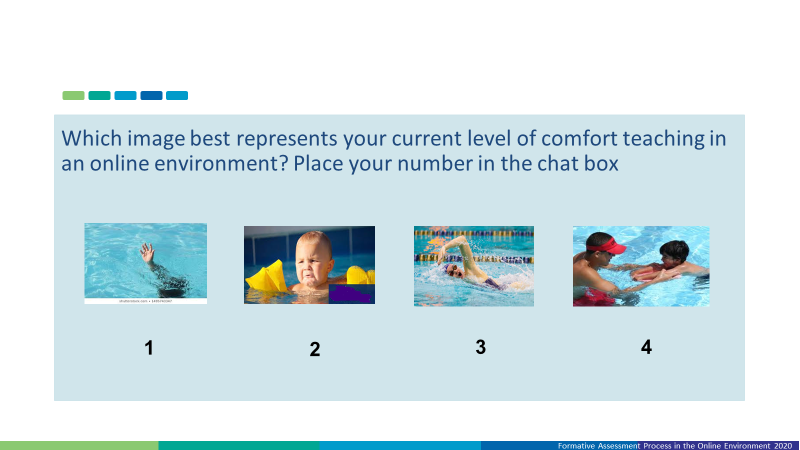 Which image best represents your current level of comfort teaching in
an online environment? Place your number in the chat box
1
2
3
4
Formative Assessment Process in the Online Environment 2020